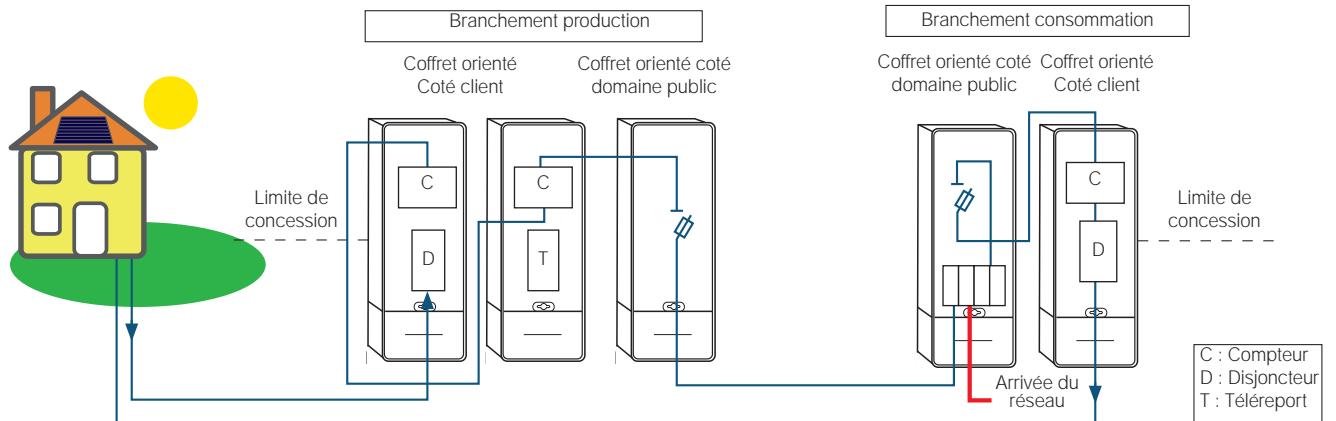 Branchement production
Branchement consommation
Coffret orienté
Coté client
Coffret orienté coté
domaine public
Coffret orienté coté
domaine public
Coffret orienté
Coté client
Limite de
concession
C
D
C
T
C
D
Limite de
concession
Arrivée du
réseau
C : Compteur
D : Disjoncteur
T : Téléreport